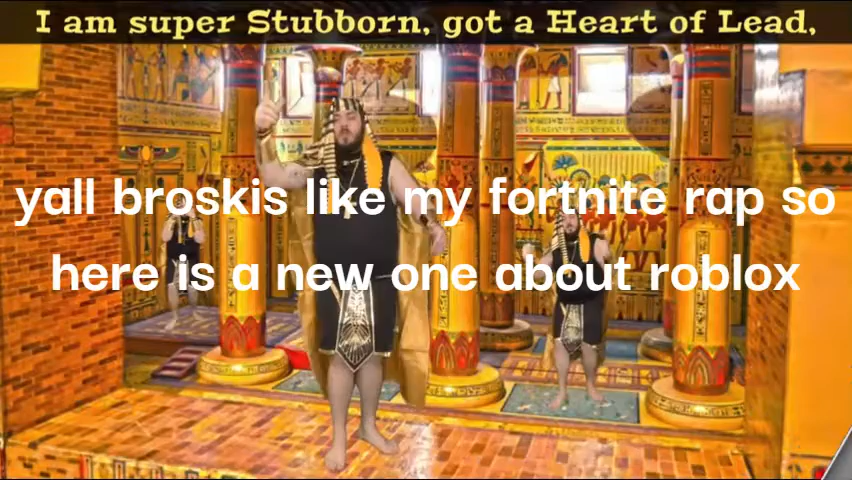 I am super Stubborn, got a Heart of Lead,
yall broskis like my fortnite rap so
here is a new one about roblox